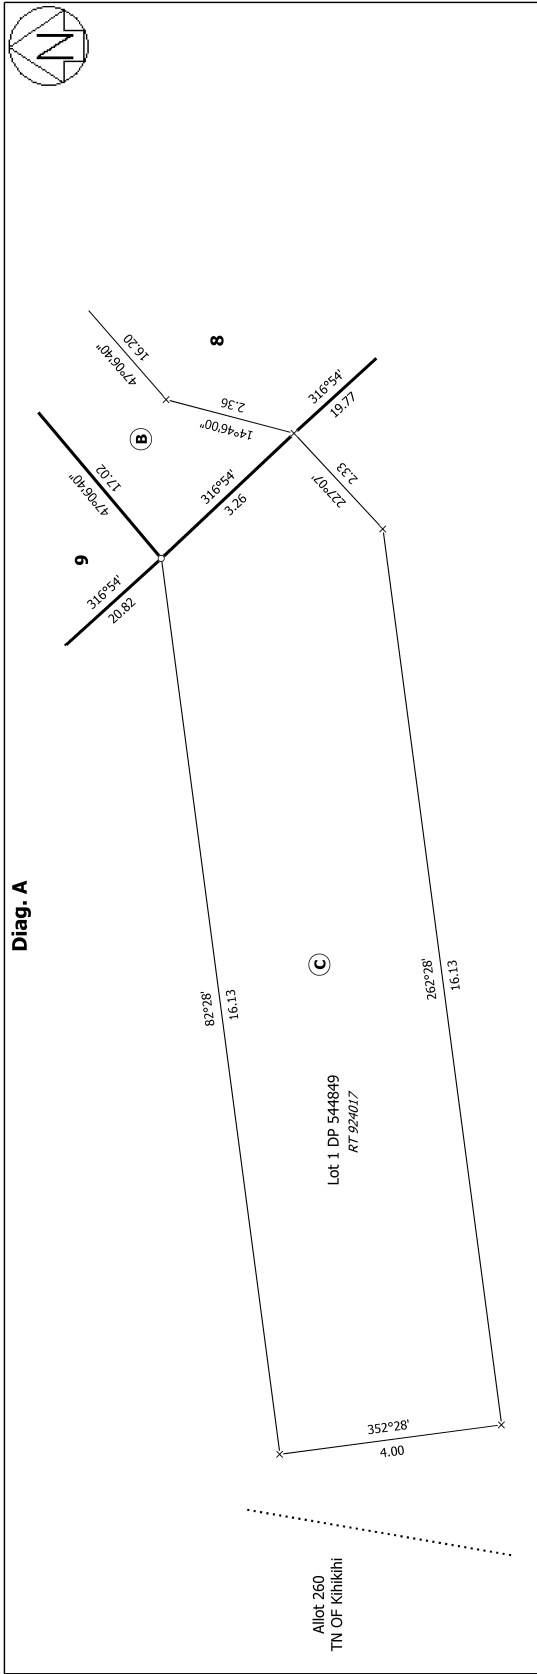 N
Diag. A
8
9
B
C
47°06'40"
16.20
14°46'00"
2.36
316°54'
19.77
47°06'40"
17.02
316°54'
3.26
227°07'
2.33
316°54'
20.82
82°28'
16.13
262°28'
16.13
Lot 1 DP 544849
RT 924017
352°28'
4.00
Allot 260
TN OF Kihikihi